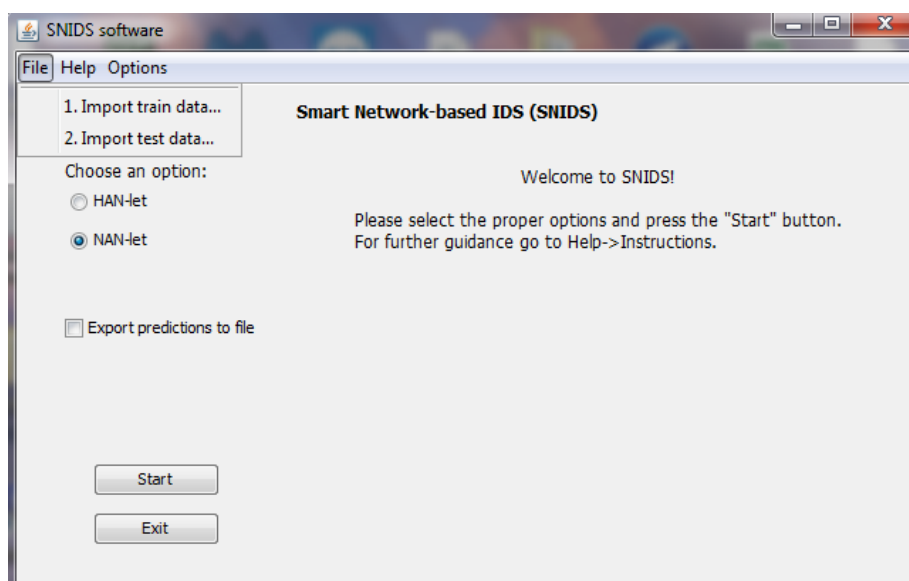 SNIDS software
File Help Options
1. Import train data...
2. Import test data...
Smart Network-based IDS (SNIDS)
Choose an option:
HAN-let
NAN-let
Welcome to SNIDS!
Please select the proper options and press the "Start" button.
For further guidance go to Help->Instructions.
Export predictions to file
Start
Exit